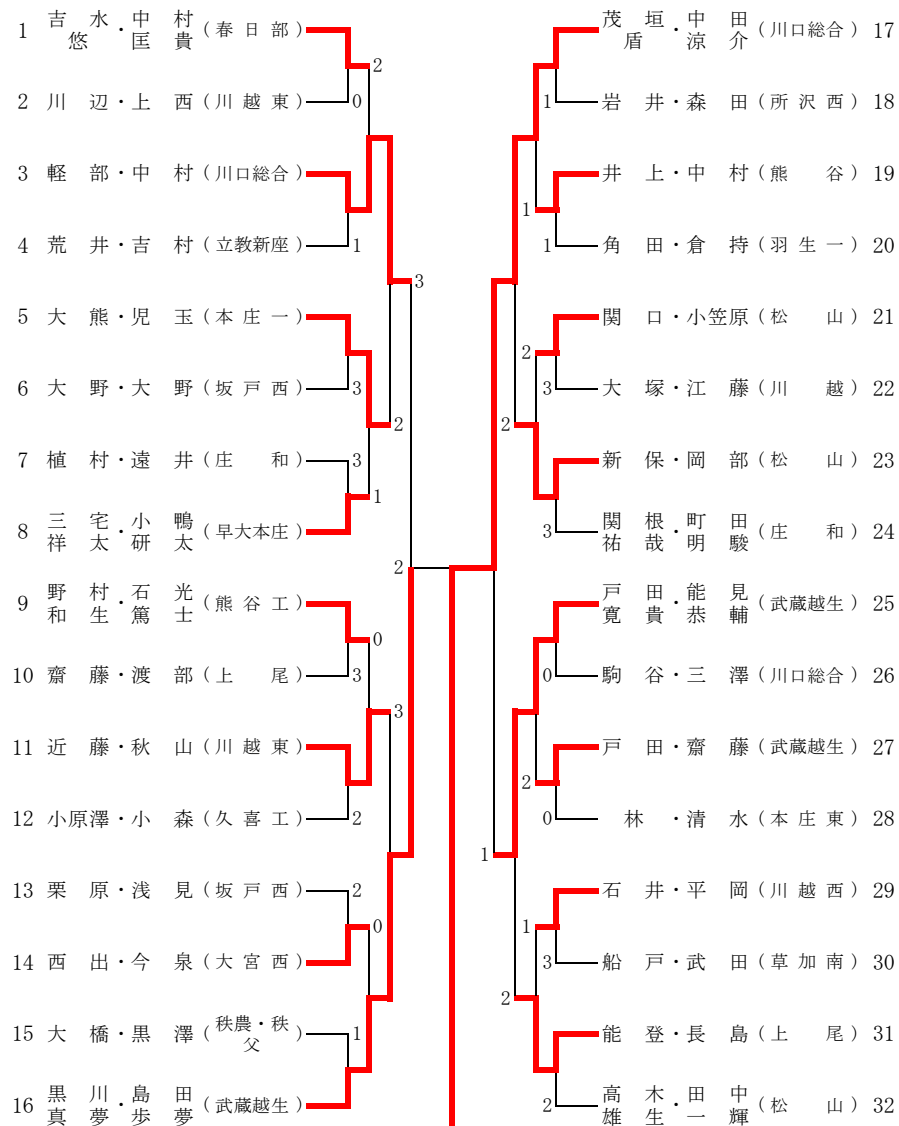 1 吉水悠・中村匡貴 (春日部)
2
0
2 川辺・上西 (川越東)
3 軽部・中村 (川口総合)
1
4 荒井・吉村 (立教新座)
3
5 大熊・児玉 (本庄一)
3
6 大野・大野 (坂戸西)
2
7 植村・遠井 (庄和)
3
1
8 三宅祥太・小鴨研太 (早大本庄)
2
9 野村和生・石光篤士 (熊谷工)
0
10 齋藤・渡部 (上尾)
3
3
11 近藤・秋山 (川越東)
12 小原澤・小森 (久喜工)
2
13 栗原・浅見 (坂戸西)
2
0
14 西出・今泉 (大宮西)
15 大橋・黒澤 (秩農・秩父)
1
16 黒川真夢・島田歩夢 (武蔵越生)
茂垣盾・中田涼介 (川口総合) 17
1
岩井・森田 (所沢西) 18
井上・中村 (熊谷) 19
1
1
角田・倉持 (羽生一) 20
関口・小笠原 (松山) 21
2
3
大塚・江藤 (川越) 22
2
新保・岡部 (松山) 23
3
関根祐哉・町田明駿 (庄和) 24
戸田寛貴・能見恭輔 (武蔵越生) 25
0
駒谷・三澤 (川口総合) 26
戸田・齋藤 (武蔵越生) 27
2
0
林・清水 (本庄東) 28
1
石井・平岡 (川越西) 29
1
3
船戸・武田 (草加南) 30
2
能登・長島 (上尾) 31
2
高木雄生・田中一輝 (松山) 32